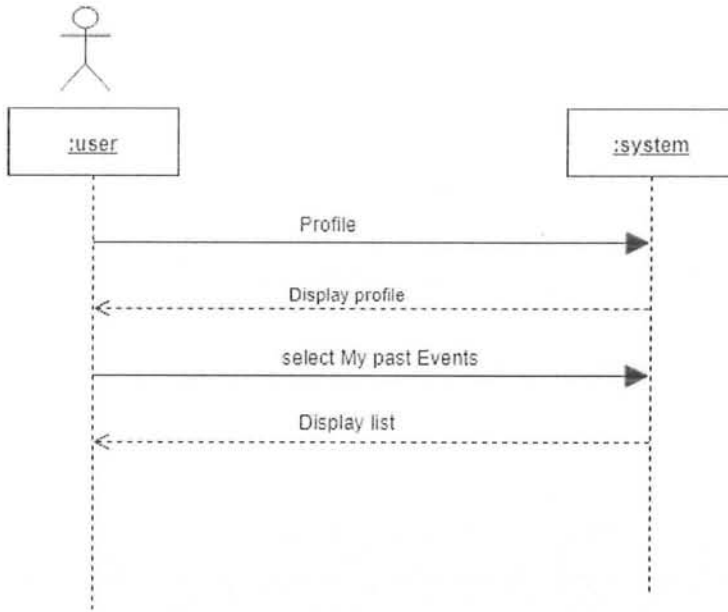 :user
:system
Profile
Display profile
select My past Events
Display list